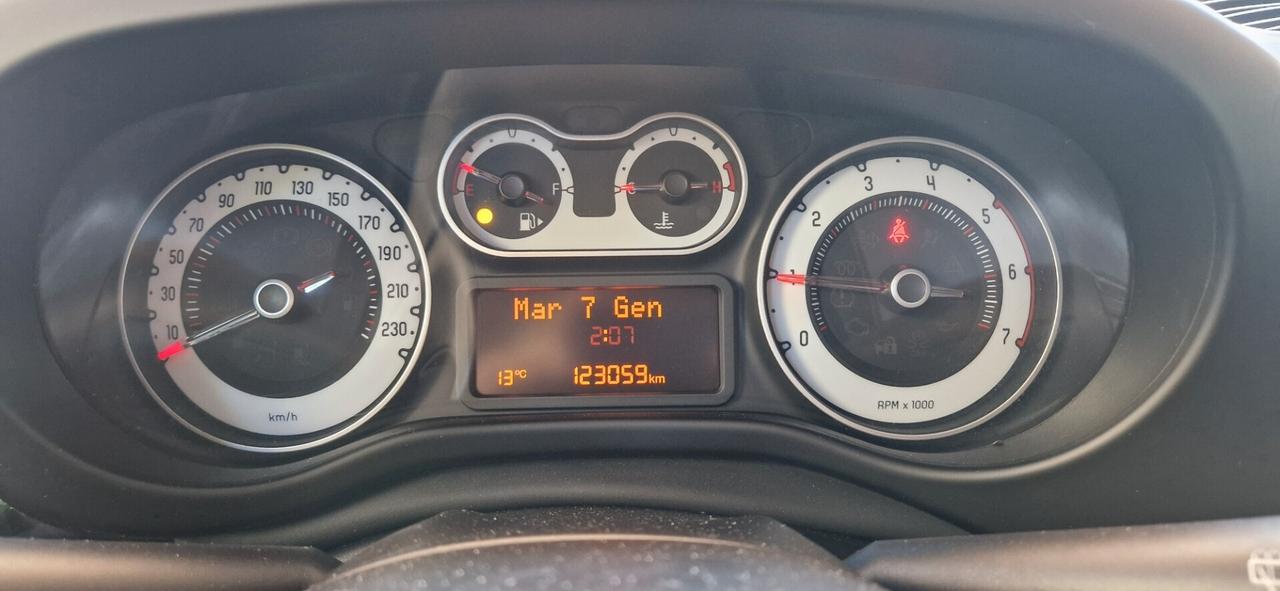 10 30 50 70 90 110 130 150 170 190 210 230
km/h
E F
C H
Mar 7 Gen
2:07
13°C 123059km
0 1 2 3 4 5 6 7
RPM x 1000